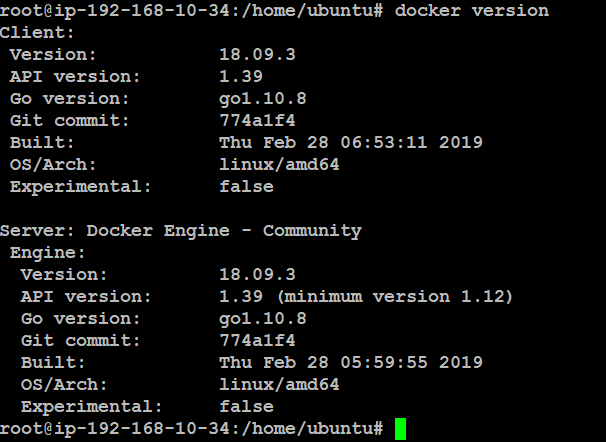 root@ip-192-168-10-34:/home/ubuntu# docker version
Client:
 Version:           18.09.3
 API version:       1.39
 Go version:        go1.10.8
 Git commit:        774a1f4
 Built:             Thu Feb 28 06:53:11 2019
 OS/Arch:           linux/amd64
 Experimental:      false

Server: Docker Engine - Community
 Engine:
  Version:          18.09.3
  API version:      1.39 (minimum version 1.12)
  Go version:       go1.10.8
  Git commit:       774a1f4
  Built:            Thu Feb 28 05:59:55 2019
  OS/Arch:          linux/amd64
  Experimental:     false
root@ip-192-168-10-34:/home/ubuntu#